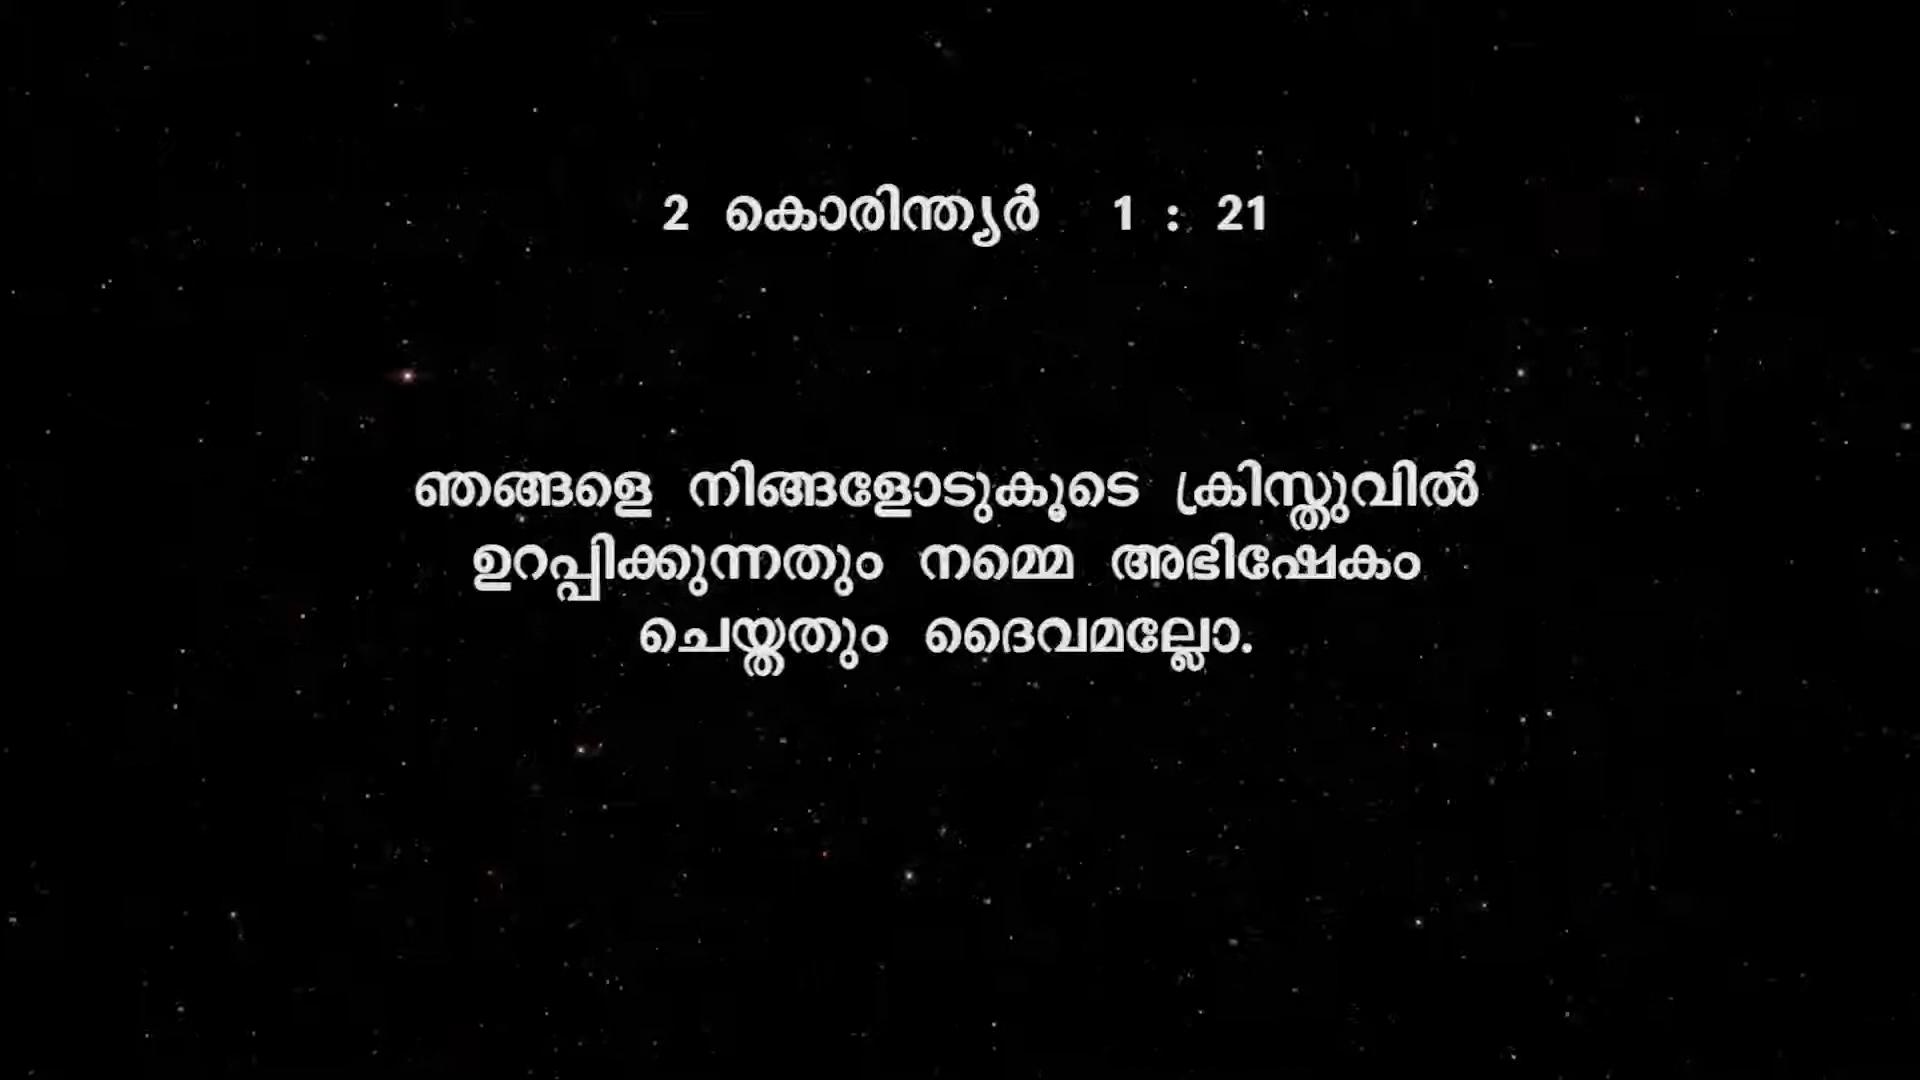 2 കൊരിന്ത്യർ 1 : 21
ഞങ്ങളെ നിങ്ങളോടുകൂടെ ക്രിസ്തുവിൽ
ഉറപ്പിക്കുന്നതും നമ്മെ അഭിഷേകം
ചെയ്തതും ദൈവമല്ലോ.